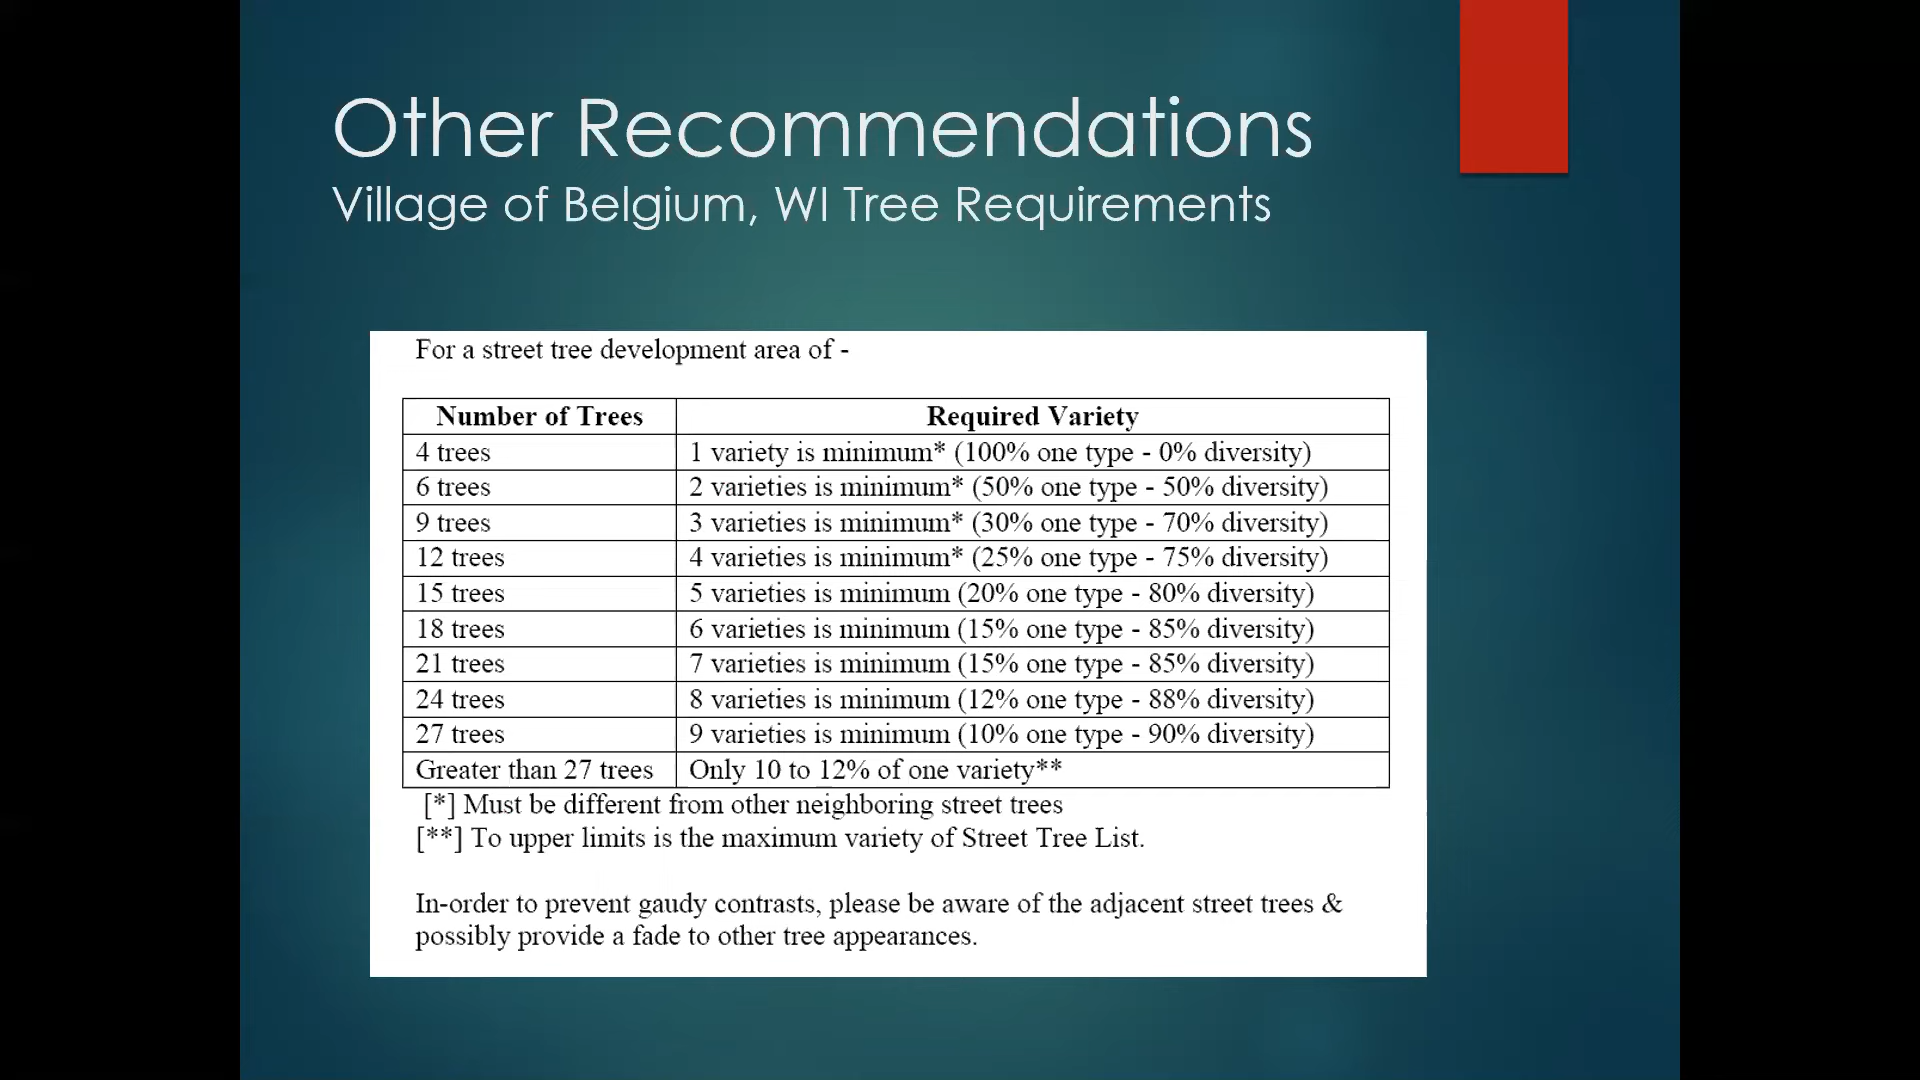 Other Recommendations
Village of Belgium, WI Tree Requirements
For a street tree development area of -
Number of Trees Required Variety
4 trees 1 variety is minimum* (100% one type - 0% diversity)
6 trees 2 varieties is minimum* (50% one type - 50% diversity)
9 trees 3 varieties is minimum* (30% one type - 70% diversity)
12 trees 4 varieties is minimum* (25% one type - 75% diversity)
15 trees 5 varieties is minimum (20% one type - 80% diversity)
18 trees 6 varieties is minimum (15% one type - 85% diversity)
21 trees 7 varieties is minimum (15% one type - 85% diversity)
24 trees 8 varieties is minimum (12% one type - 88% diversity)
27 trees 9 varieties is minimum (10% one type - 90% diversity)
Greater than 27 trees Only 10 to 12% of one variety**
[*] Must be different from other neighboring street trees
[**] To upper limits is the maximum variety of Street Tree List.
In-order to prevent gaudy contrasts, please be aware of the adjacent street trees &
possibly provide a fade to other tree appearances.